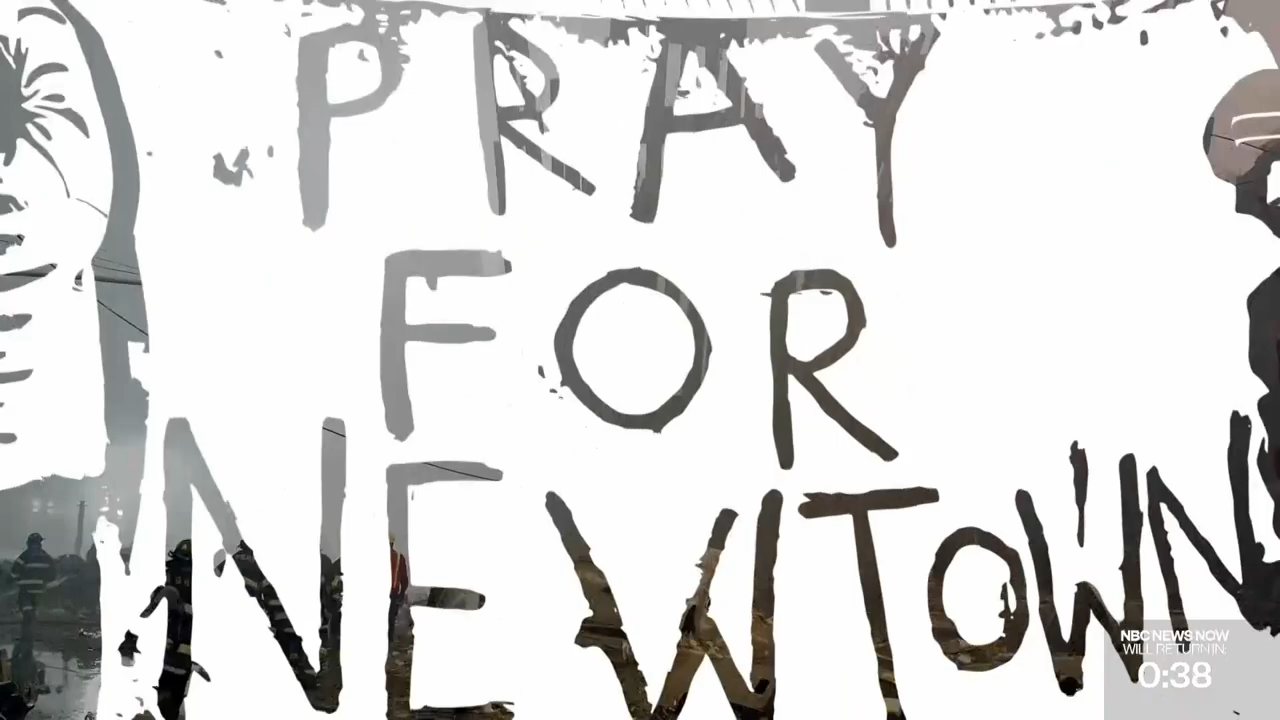 PRAY
FOR
NEWTOWN
NBC NEWS NOW
WILL RETURN IN:
0:38